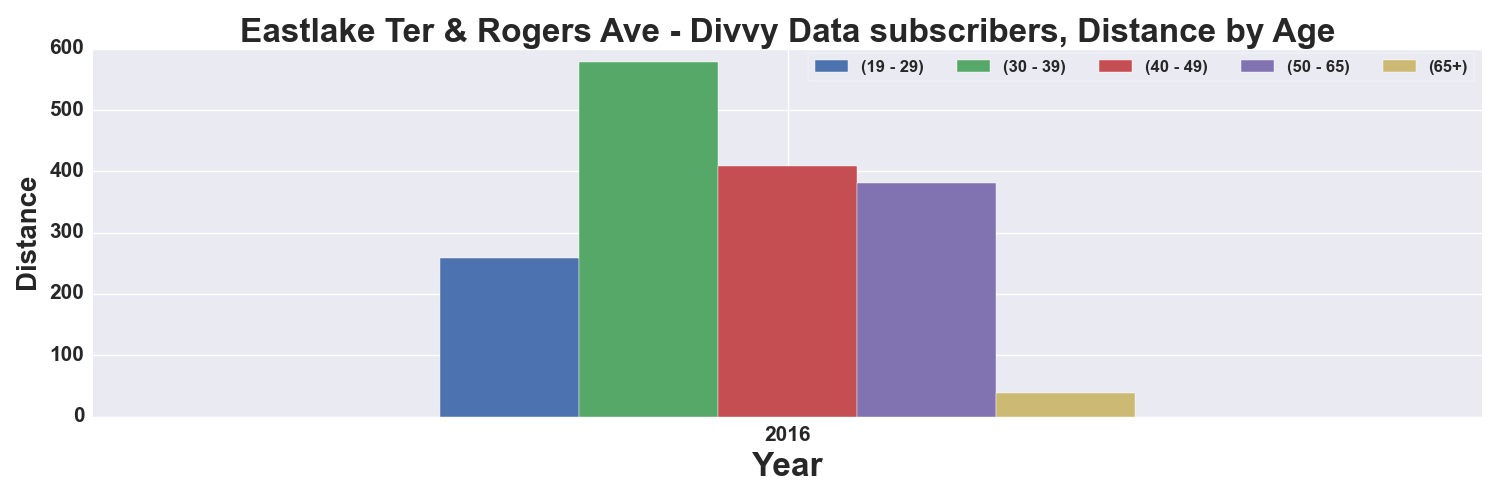 Eastlake Ter & Rogers Ave - Divvy Data subscribers, Distance by Age
(19 - 29) (30 - 39) (40 - 49) (50 - 65) (65+)
600
500
400
300
200
100
0
Distance
2016
Year